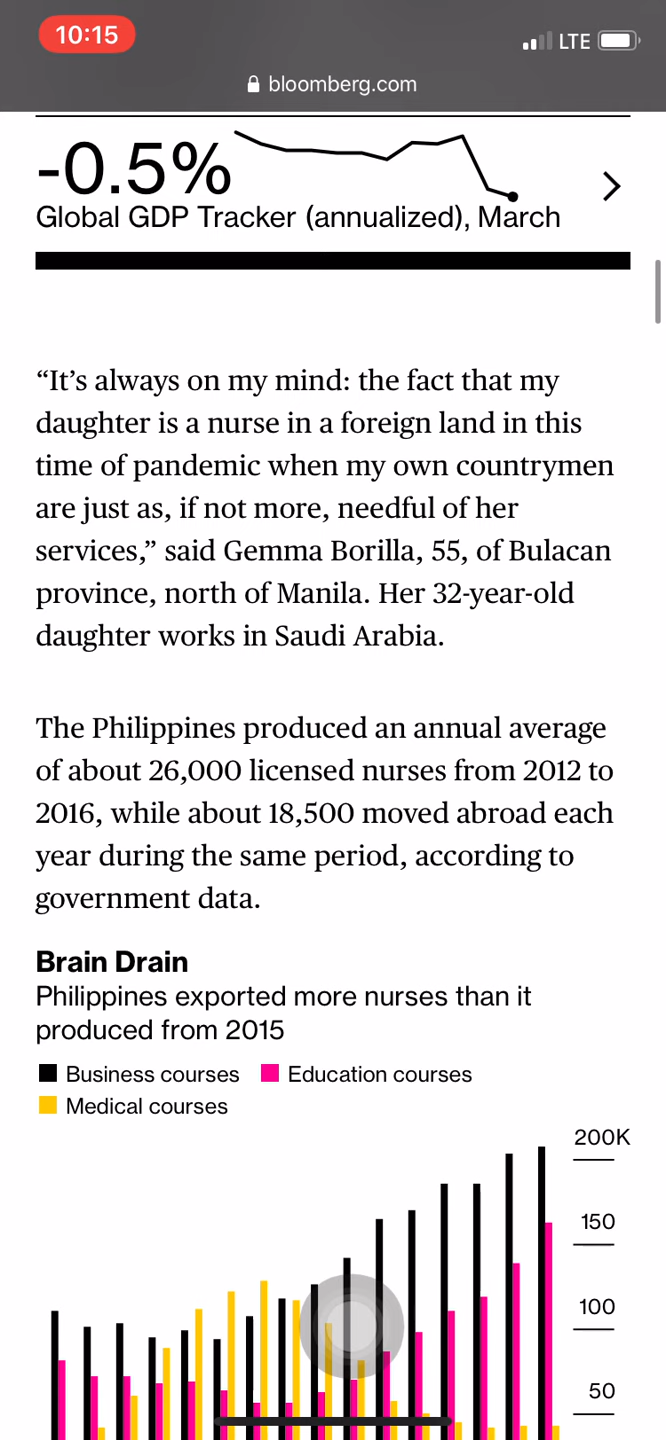 10:15
LTE
bloomberg.com
-0.5%
Global GDP Tracker (annualized), March
“It’s always on my mind: the fact that my
daughter is a nurse in a foreign land in this
time of pandemic when my own countrymen
are just as, if not more, needful of her
services,” said Gemma Borilla, 55, of Bulacan
province, north of Manila. Her 32-year-old
daughter works in Saudi Arabia.
The Philippines produced an annual average
of about 26,000 licensed nurses from 2012 to
2016, while about 18,500 moved abroad each
year during the same period, according to
government data.
Brain Drain
Philippines exported more nurses than it
produced from 2015
Business courses
Education courses
Medical courses
200K
150
100
50